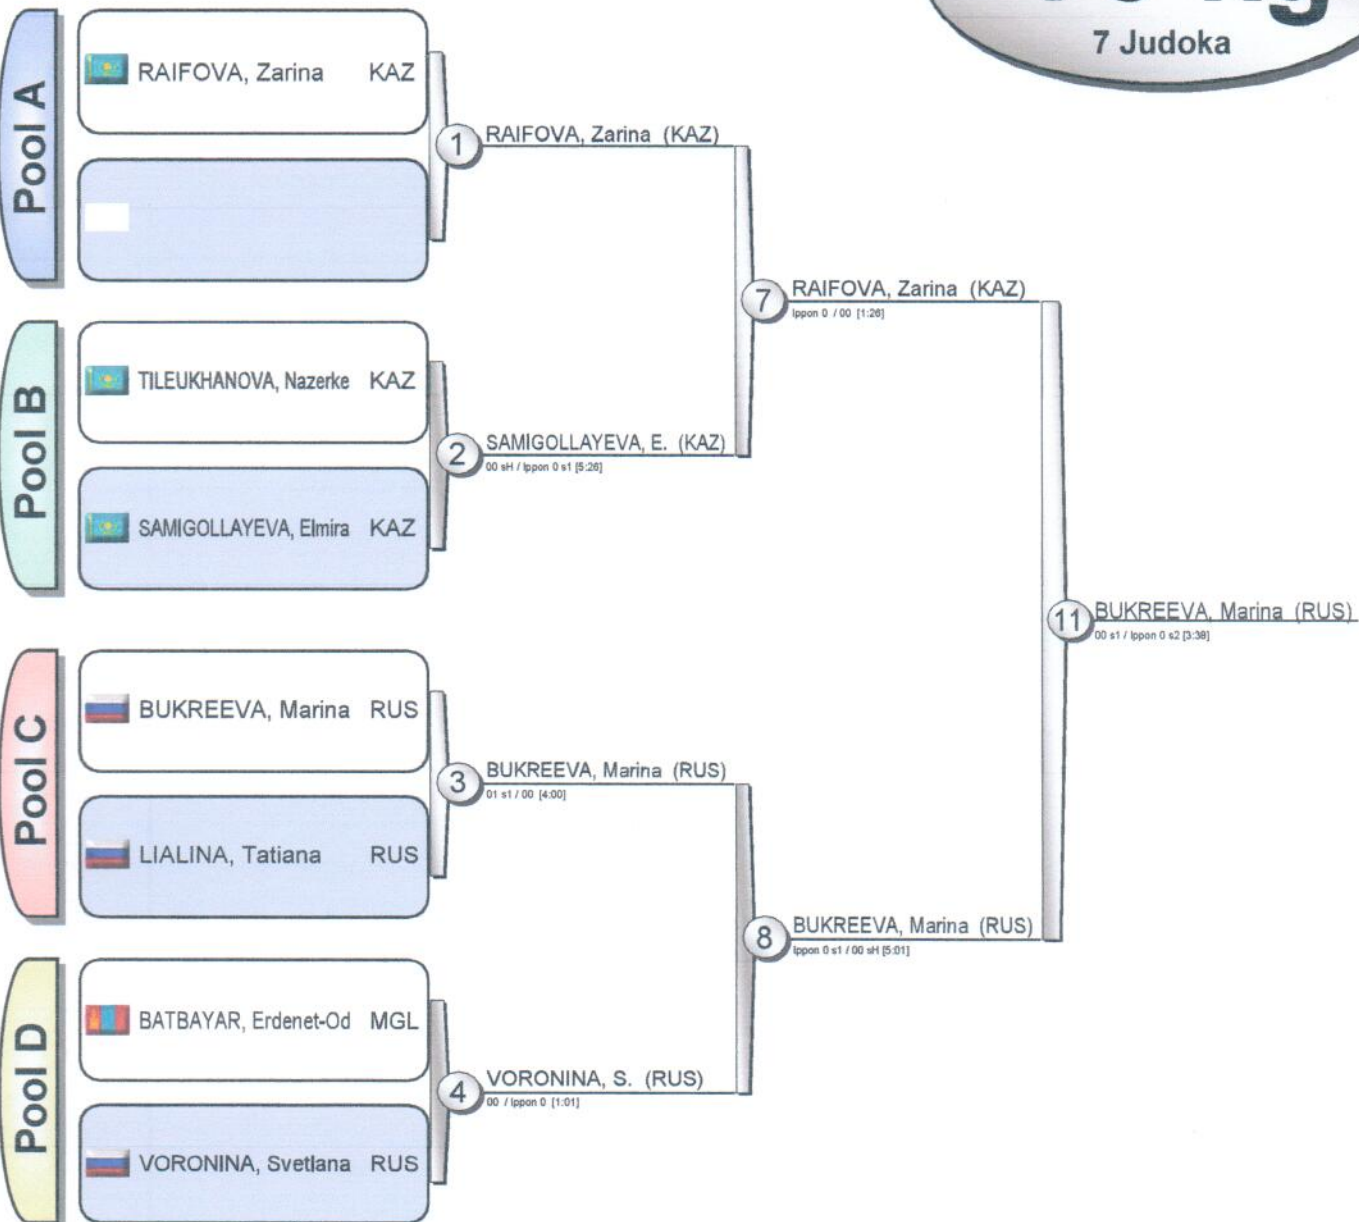 7 Judoka
Pool A
RAIFOVA, Zarina KAZ
1
RAIFOVA, Zarina (KAZ)
7
RAIFOVA, Zarina (KAZ)
Ippon 0 / 00 [1:26]
Pool B
TILEUKHANOVA, Nazerke KAZ
2
SAMIGOLLAYEVA, E. (KAZ)
00 sH / Ippon 0 s1 [5:26]
SAMIGOLLAYEVA, Elmira KAZ
11
BUKREEVA, Marina (RUS)
00 s1 / Ippon 0 s2 [3:38]
Pool C
BUKREEVA, Marina RUS
3
BUKREEVA, Marina (RUS)
01 s1 / 00 [4:00]
LIALINA, Tatiana RUS
8
BUKREEVA, Marina (RUS)
Ippon 0 s1 / 00 sH [5:01]
Pool D
BATBAYAR, Erdenet-Od MGL
4
VORONINA, S. (RUS)
00 / Ippon 0 [1:01]
VORONINA, Svetlana RUS